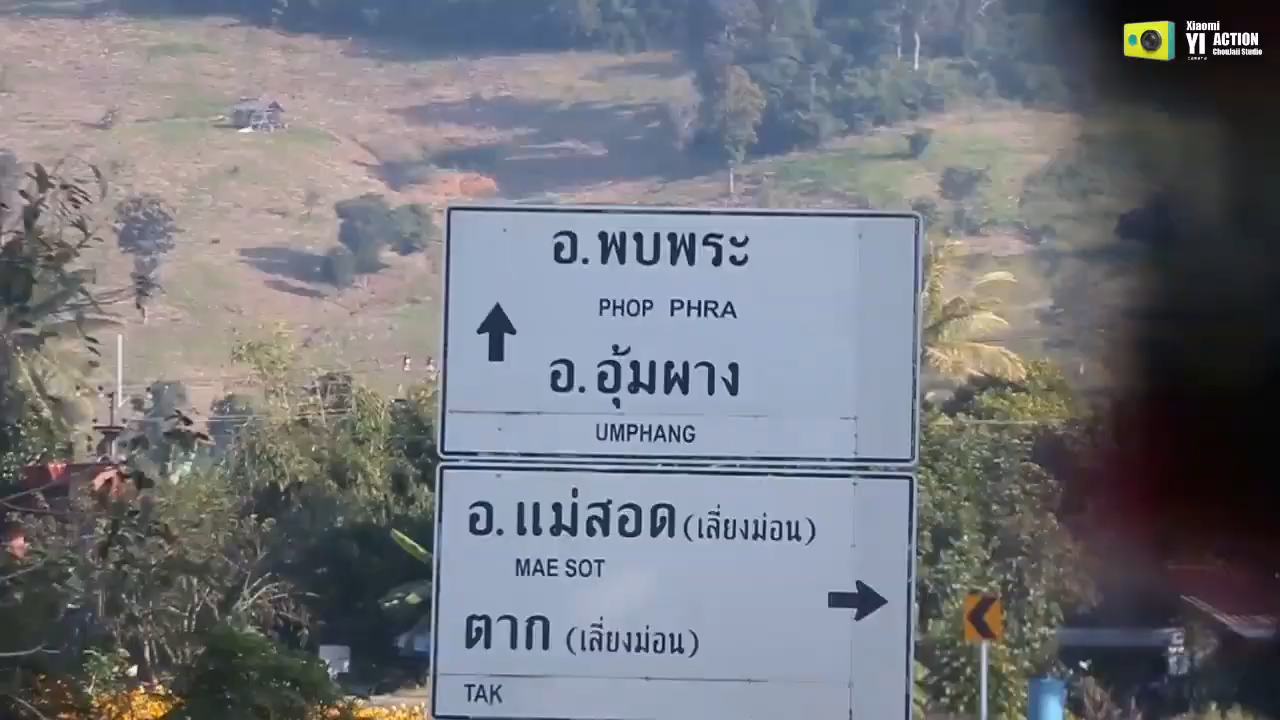 Xiaomi
YI ACTION
camera
ChouJaii Studio
อ.พบพระ
PHOP PHRA
อ.อุ้มผาง
UMPHANG
อ.แม่สอด(เลี่ยงม่อน)
MAE SOT
ตาก (เลี่ยงม่อน)
TAK